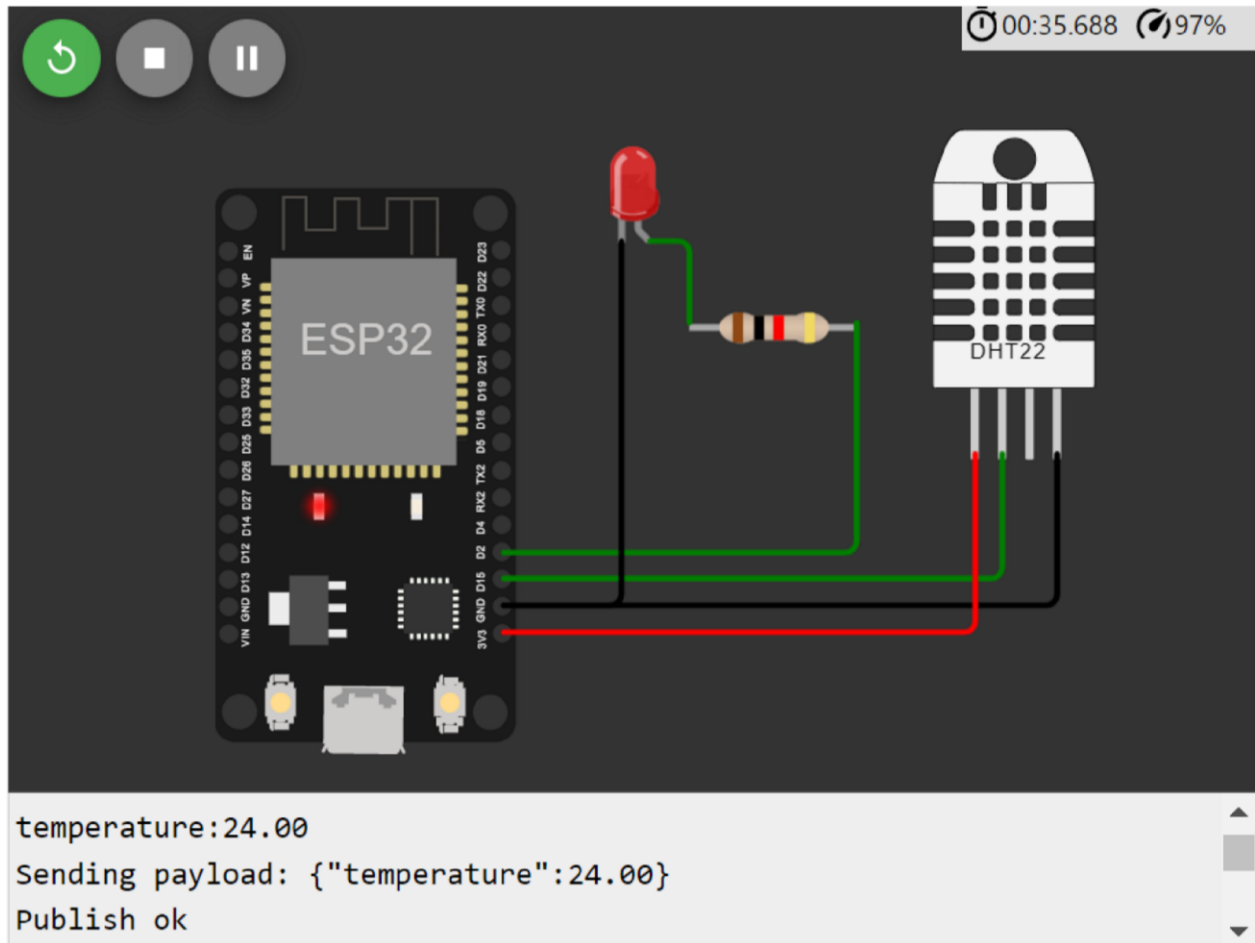 00:35.688 97%
ESP32
EN
VP
VN
D34
D35
D32
D33
D25
D26
D27
D14
D12
D13
GND
VIN
D23
D22
TX0
RX0
D21
D19
D18
D5
TX2
RX2
D4
D2
D15
GND
3V3
DHT22
temperature:24.00
Sending payload: {"temperature":24.00}
Publish ok